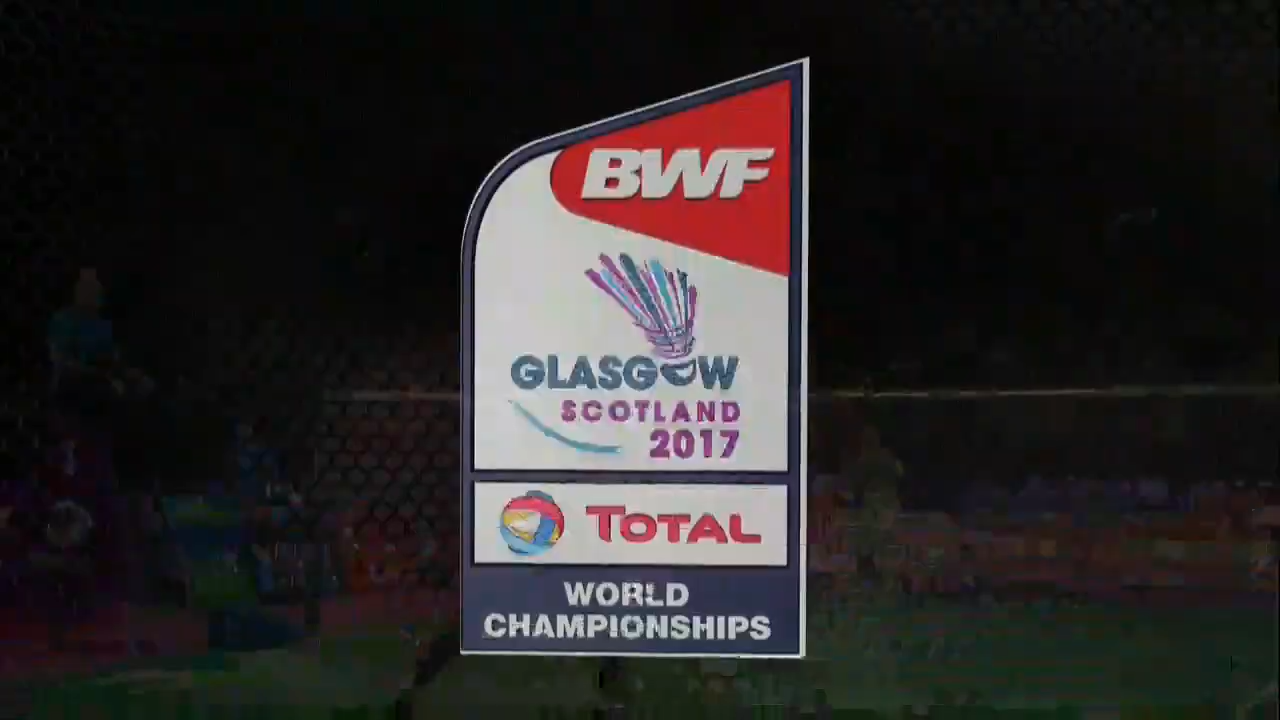 BWF
GLASGOW
SCOTLAND
2017
TOTAL
WORLD
CHAMPIONSHIPS